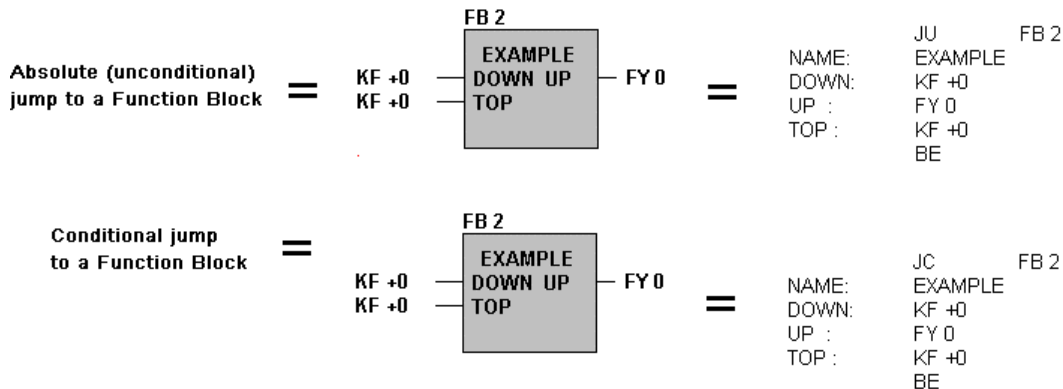 Absolute (unconditional)
jump to a Function Block
=
FB 2
EXAMPLE
KF +0 DOWN UP FY 0
KF +0 TOP
=
JU FB 2
NAME: EXAMPLE
DOWN: KF +0
UP : FY 0
TOP : KF +0
BE
Conditional jump
to a Function Block
=
FB 2
EXAMPLE
KF +0 DOWN UP FY 0
KF +0 TOP
=
JC FB 2
NAME: EXAMPLE
DOWN: KF +0
UP : FY 0
TOP : KF +0
BE